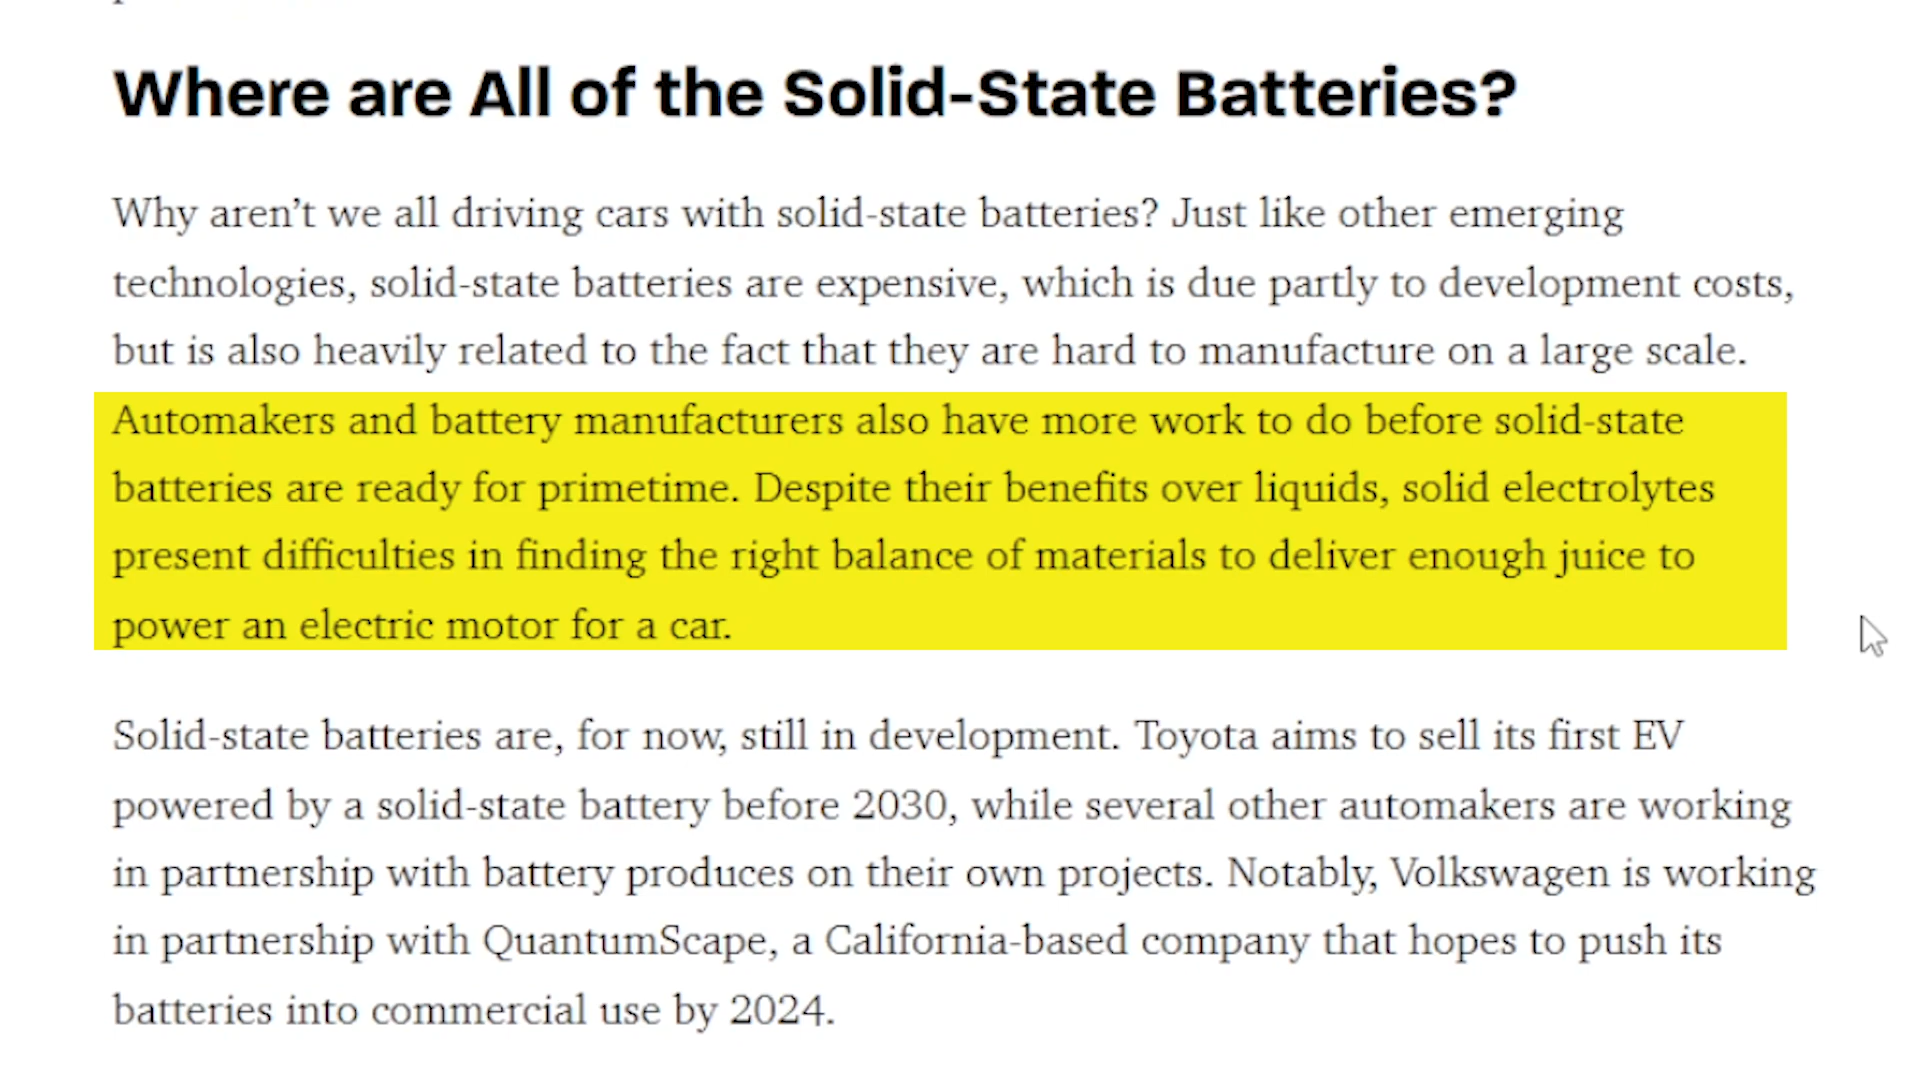 Where are All of the Solid-State Batteries?
Why aren’t we all driving cars with solid-state batteries? Just like other emerging
technologies, solid-state batteries are expensive, which is due partly to development costs,
but is also heavily related to the fact that they are hard to manufacture on a large scale.
Automakers and battery manufacturers also have more work to do before solid-state
batteries are ready for primetime. Despite their benefits over liquids, solid electrolytes
present difficulties in finding the right balance of materials to deliver enough juice to
power an electric motor for a car.
Solid-state batteries are, for now, still in development. Toyota aims to sell its first EV
powered by a solid-state battery before 2030, while several other automakers are working
in partnership with battery produces on their own projects. Notably, Volkswagen is working
in partnership with QuantumScape, a California-based company that hopes to push its
batteries into commercial use by 2024.